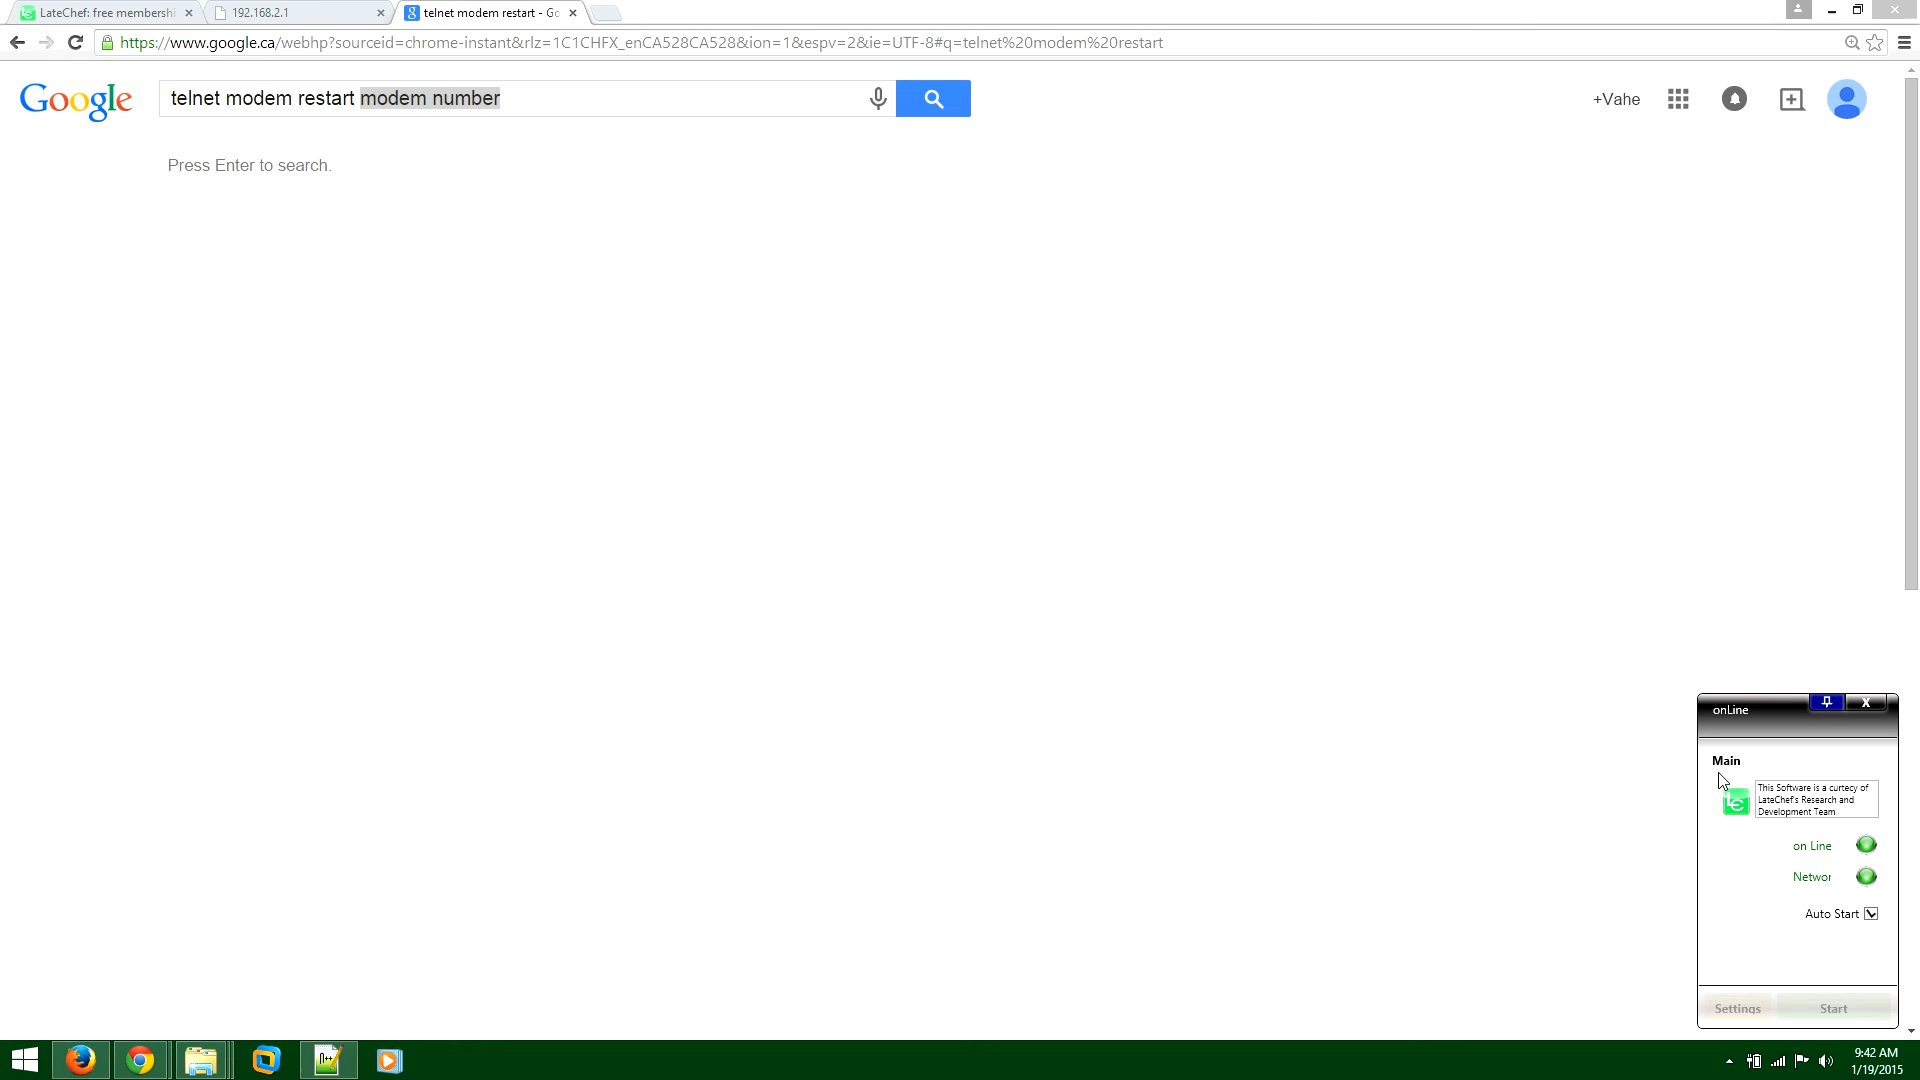 LateChef: free membershi
192.168.2.1
telnet modem restart - Go
https://www.google.ca/webhp?sourceid=chrome-instant&rlz=1C1CHFX_enCA528CA528&ion=1&espv=2&ie=UTF-8#q=telnet%20modem%20restart
Google
telnet modem restart modem number
+Vahe
Press Enter to search.
onLine
X
Main
LC
This Software is a curtecy of
LateChef's Research and
Development Team
on Line
Networ
Auto Start
Settings
Start
9:42 AM
1/19/2015